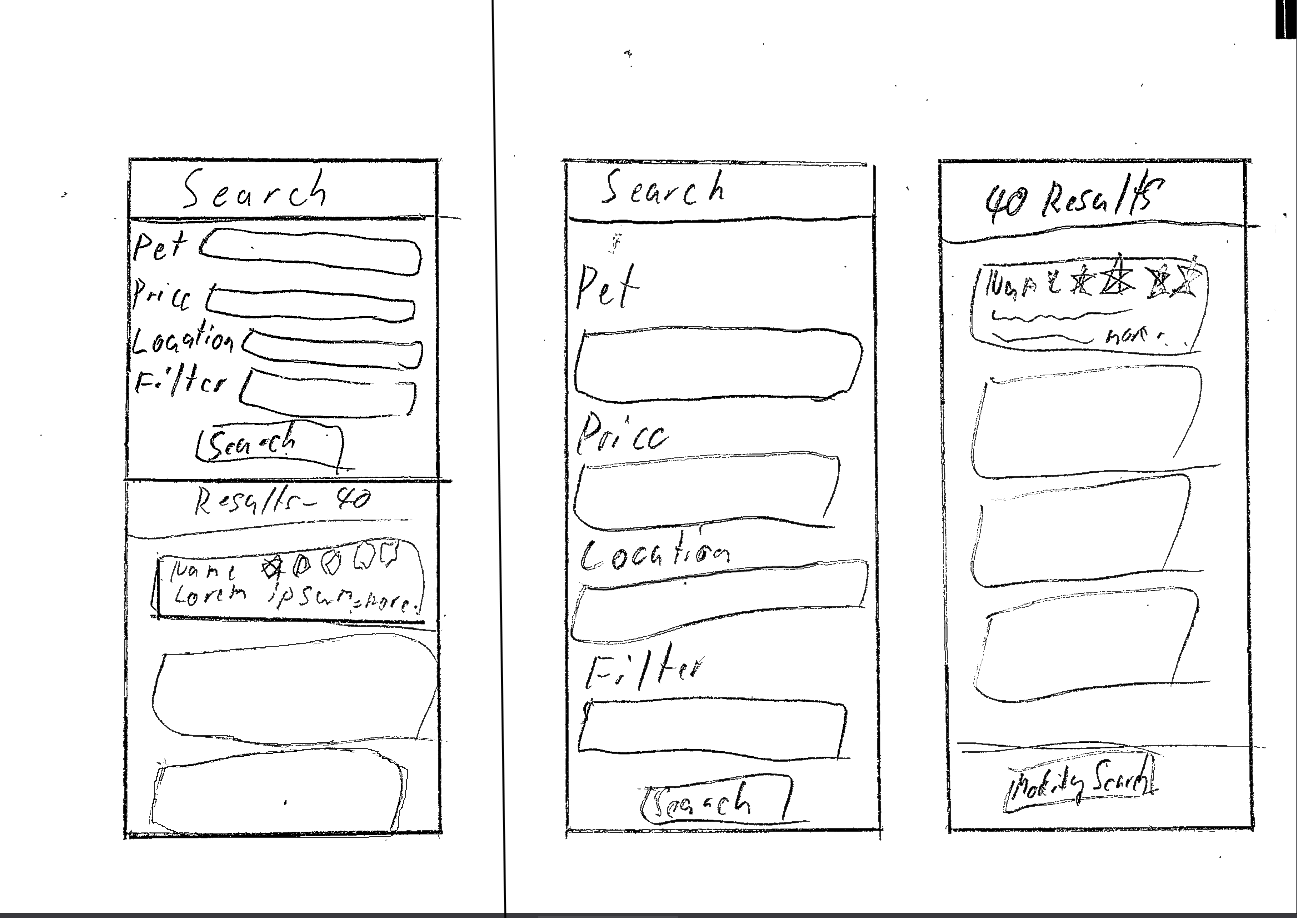 Search
Pet
Price
Location
Filter
Search
Results - 40
Name
Lorem ipsum more.
Search
Pet
Price
Location
Filter
Search
40 Results
Name
more...
Modify Search